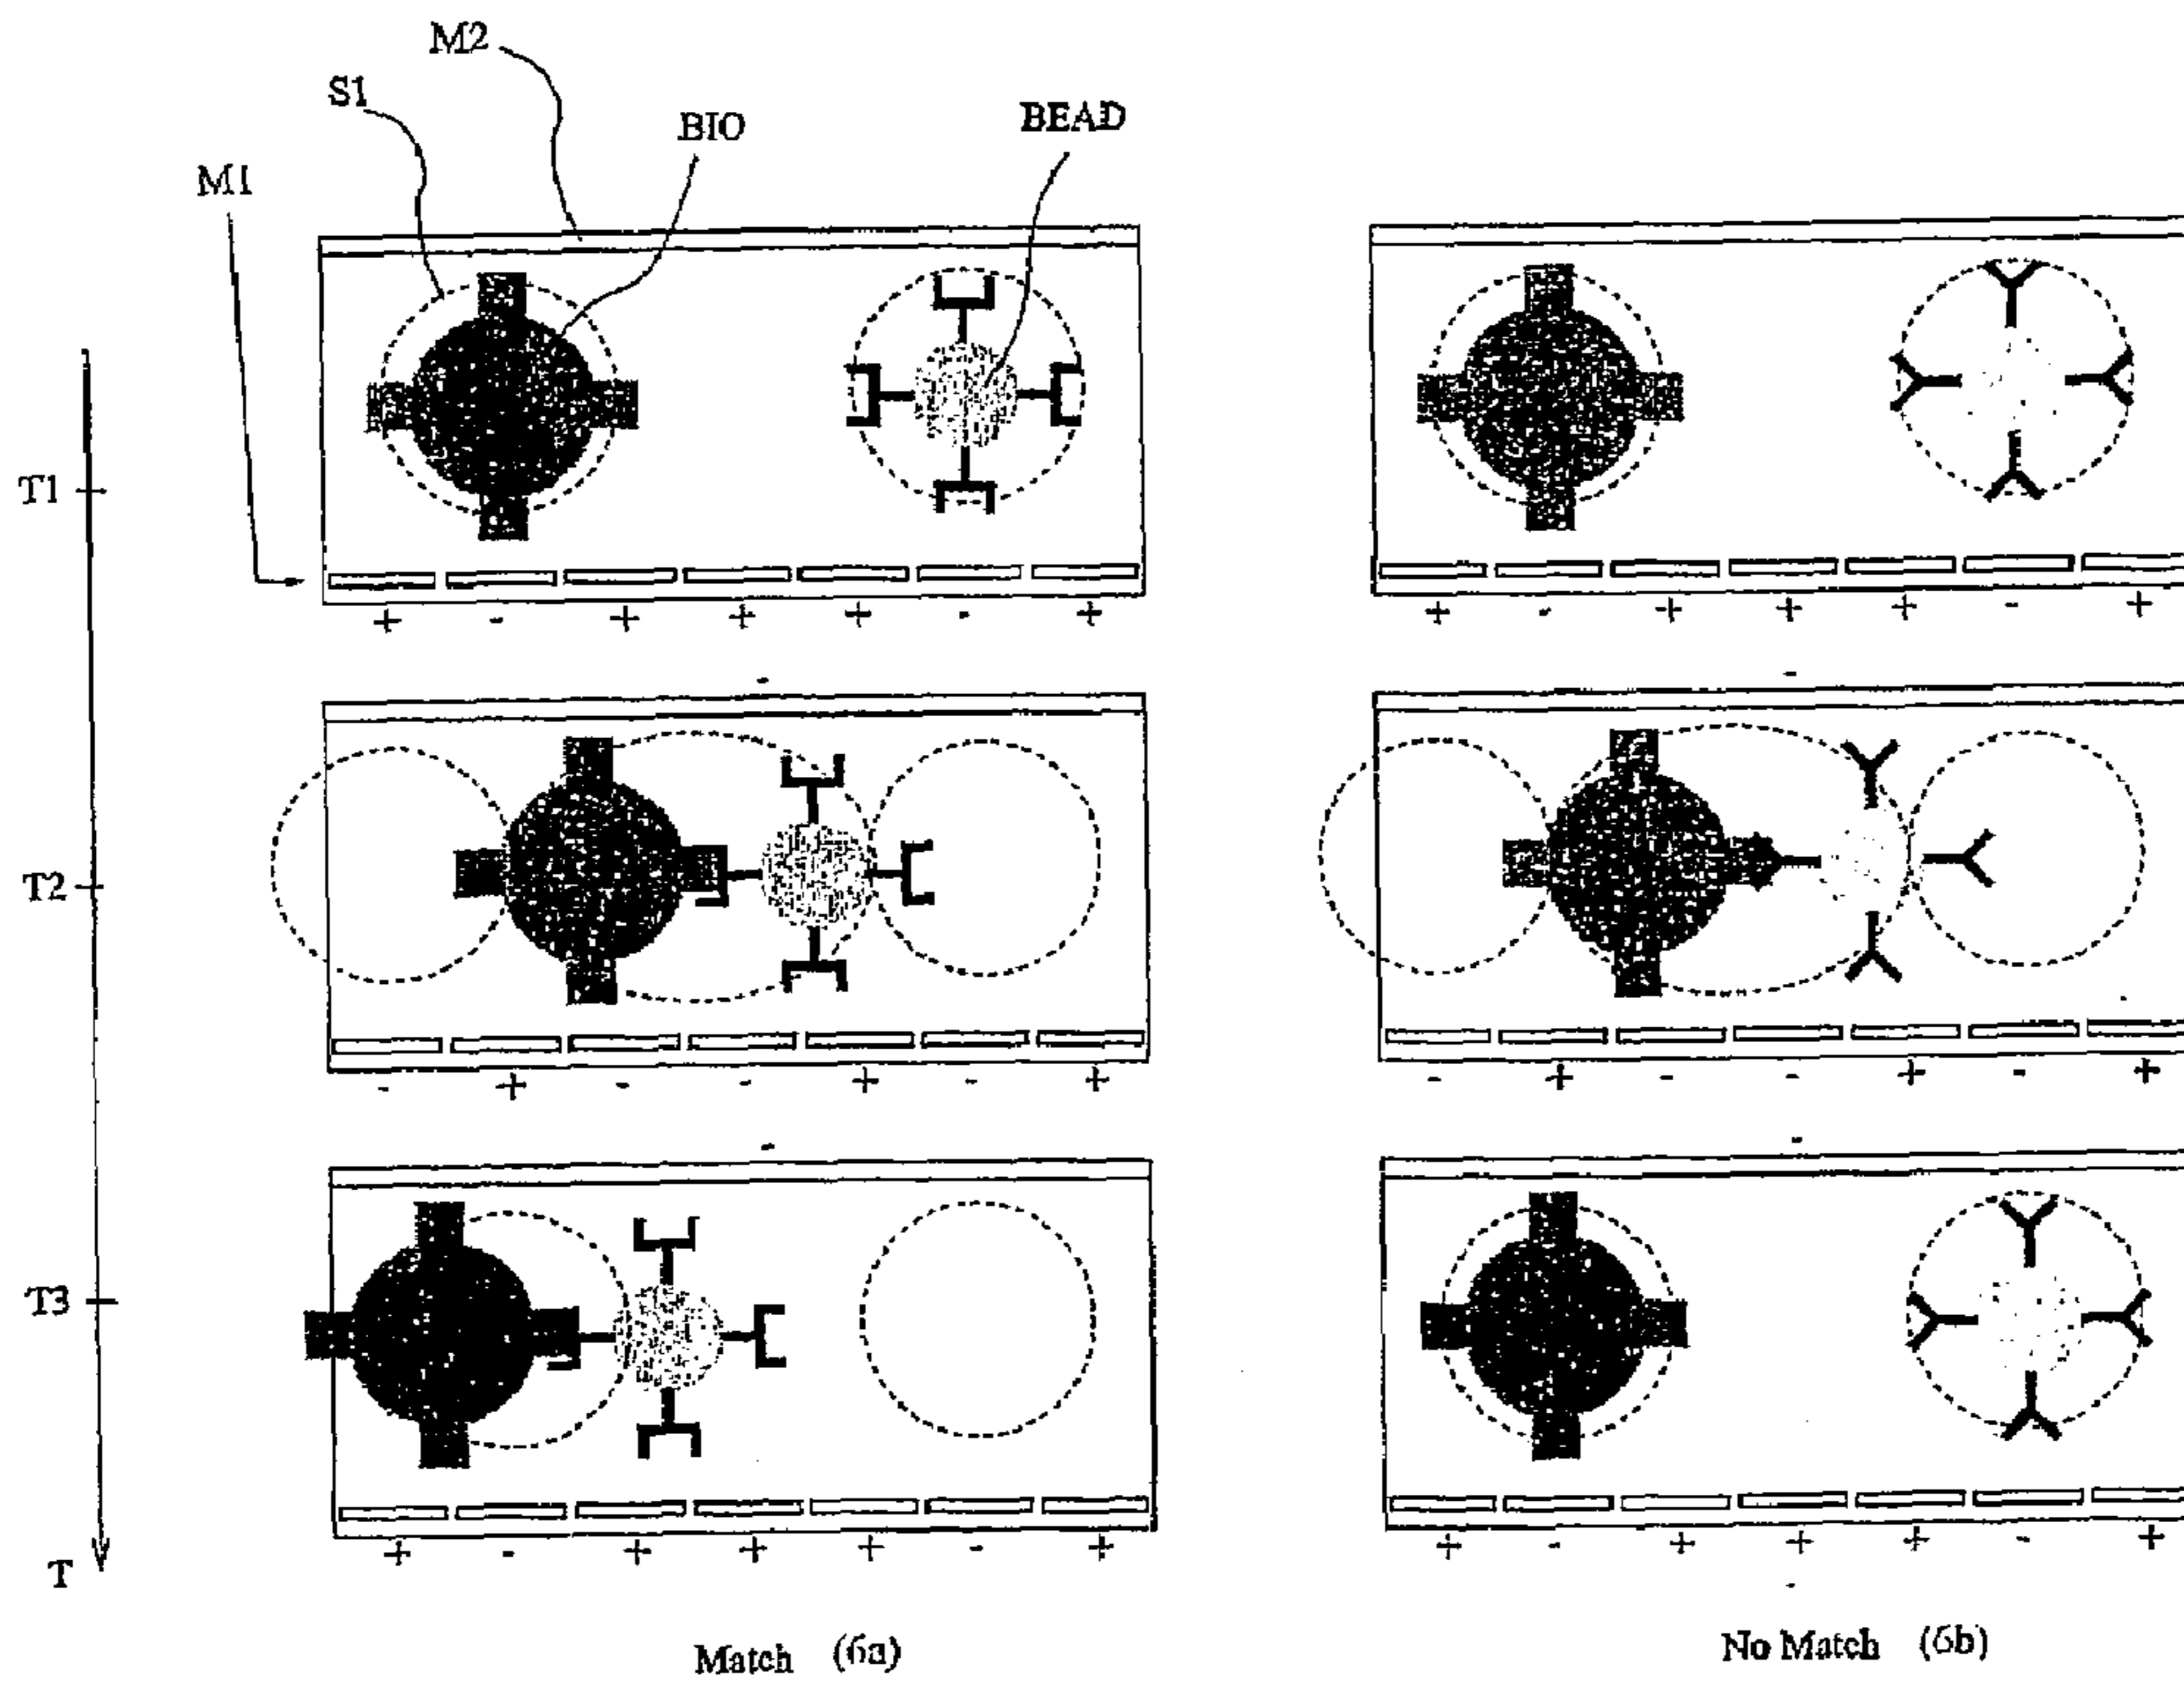 M2
S1
BIO
BEAD
M1
T1
+ - + + + - +
+ - + + + - +
-
-
T2
- + - - + - +
- + - - + - +
-
-
T3
+ - + + + - +
+ - + + + - +
-
T
Match (6a)
No Match (6b)